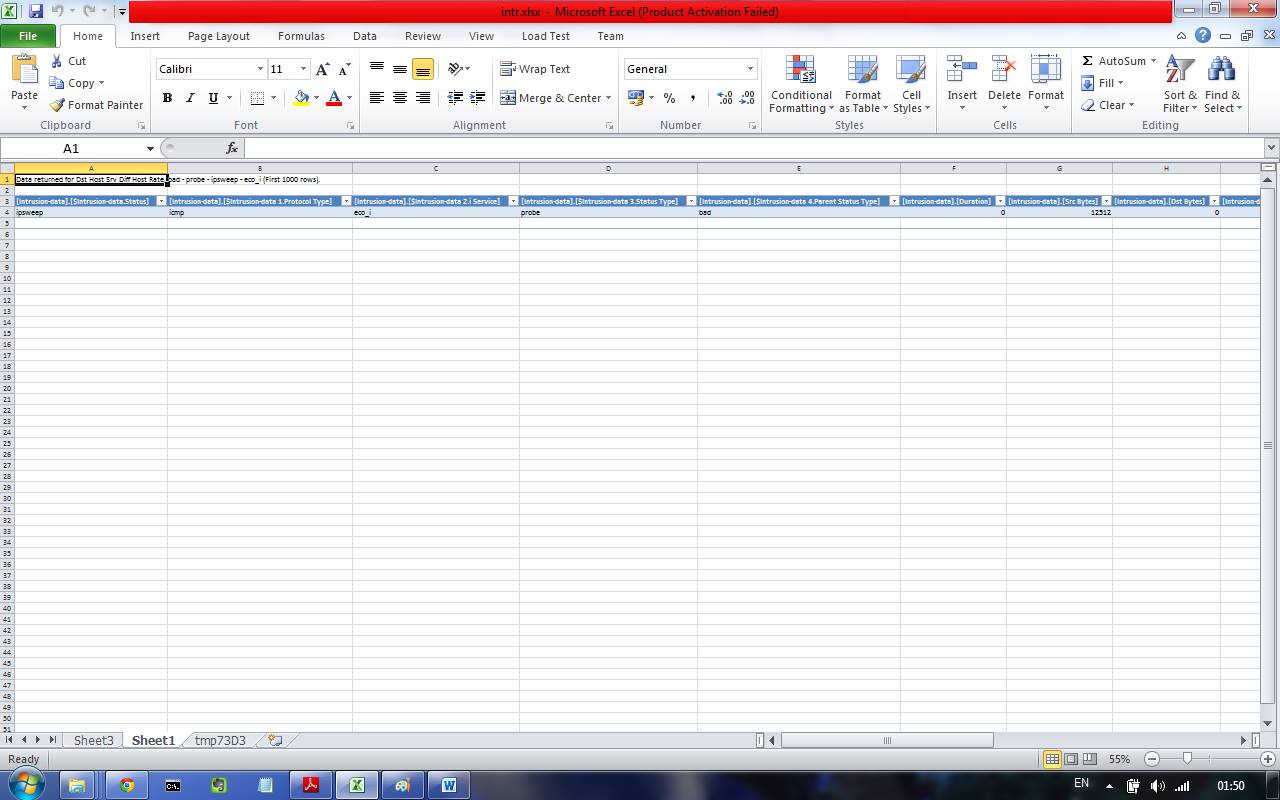 intr.xlsx - Microsoft Excel (Product Activation Failed)
File Home Insert Page Layout Formulas Data Review View Load Test Team
Paste
Cut
Copy
Format Painter
Clipboard
Calibri 11
B I U
A
Font
Wrap Text
Merge & Center
Alignment
General
% ,
Number
Conditional Formatting
Format as Table
Cell Styles
Styles
Insert Delete Format
Cells
Σ AutoSum
Fill
Clear
Sort & Filter
Find & Select
Editing
A1 fx
A B C D E F G H
1 Data returned for Dst Host Srv Diff Host Rate, bad - probe - ipsweep - eco_i (First 1000 rows).
2
3 [Intrusion-data].[$Intrusion-data.Status] [Intrusion-data].[$Intrusion-data 1.Protocol Type] [Intrusion-data].[$Intrusion-data 2.i Service] [Intrusion-data].[$Intrusion-data 3.Status Type] [Intrusion-data].[$Intrusion-data 4.Parent Status Type] [Intrusion-data].[Duration] [Intrusion-data].[Src Bytes] [Intrusion-data].[Dst Bytes] [Intrusion-d
4 ipsweep icmp eco_i probe bad 0 12512 0
5
6
7
8
9
10
11
12
13
14
15
16
17
18
19
20
21
22
23
24
25
26
27
28
29
30
31
32
33
34
35
36
37
38
39
40
41
42
43
44
45
46
47
48
49
50
51
Sheet3 Sheet1 tmp73D3
Ready 55%
EN 01:50